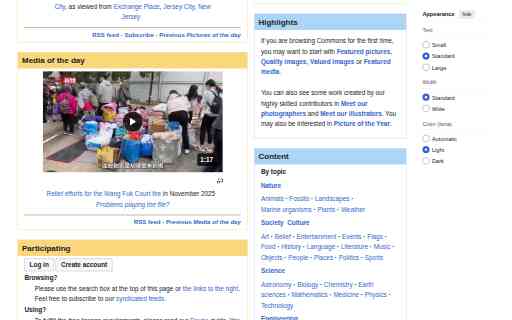 City, as viewed from Exchange Place, Jersey City, New
Jersey
RSS feed · Subscribe · Previous Pictures of the day
Media of the day
1:17
Relief efforts for the Wang Fuk Court fire in November 2025
Problems playing the file?
RSS feed · Previous Media of the day
Participating
Log in Create account
Browsing?
Please use the search bar at the top of this page or the links to the right.
Feel free to subscribe to our syndicated feeds.
Using?
Highlights
If you are browsing Commons for the first time,
you may want to start with Featured pictures,
Quality images, Valued images or Featured
media.
You can also see some work created by our
highly skilled contributors in Meet our
photographers and Meet our illustrators. You
may also be interested in Picture of the Year.
Content
By topic
Nature
Animals · Fossils · Landscapes ·
Marine organisms · Plants · Weather
Society Culture
Art · Belief · Entertainment · Events · Flags ·
Food · History · Language · Literature · Music ·
Objects · People · Places · Politics · Sports
Science
Astronomy · Biology · Chemistry · Earth
sciences · Mathematics · Medicine · Physics ·
Technology
Engineering
Appearance hide
Text
Small
Standard
Large
Width
Standard
Wide
Color (beta)
Automatic
Light
Dark